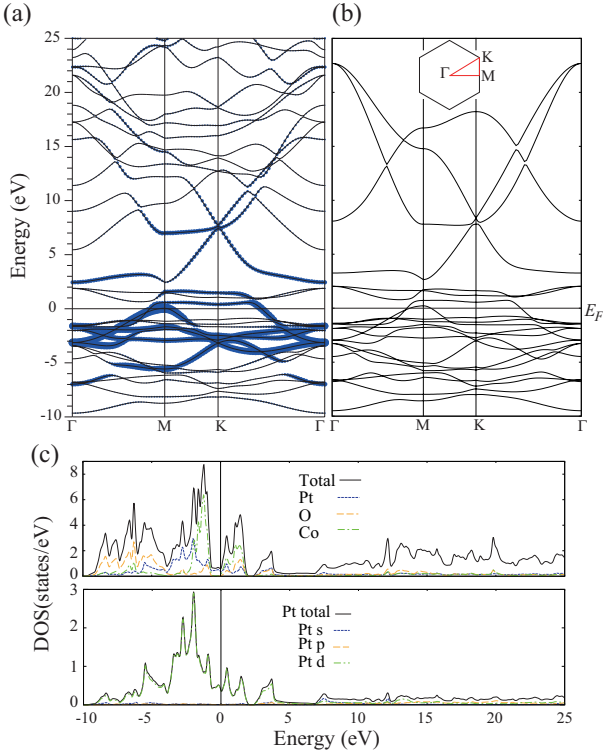 (a)
(b)
25
20
15
10
5
0
-5
-10
Energy (eV)
Γ
M
K
Γ
K
Γ
M
E_F
Γ
M
K
Γ
(c)
8
6
4
2
0
Total
Pt
O
Co
3
2
1
0
Pt total
Pt s
Pt p
Pt d
DOS(states/eV)
-10
-5
0
5
10
15
20
25
Energy (eV)